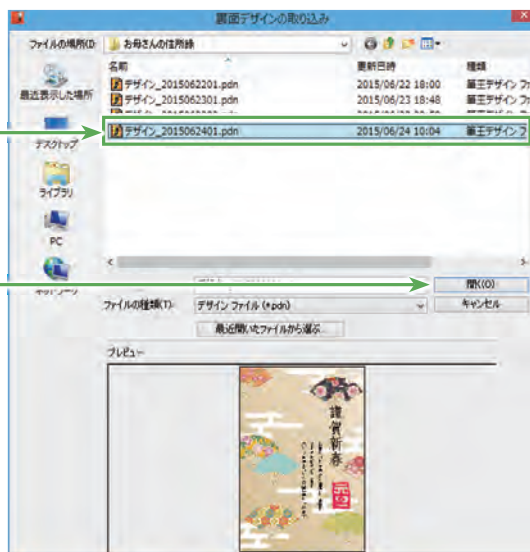 裏面デザインの取り込み
ファイルの場所(I):
お母さんの住所録
名前
更新日時
種類
デザイン_2015062201.pdn
2015/06/22 18:00
筆王デザイン ファ
デザイン_2015062301.pdn
2015/06/23 18:48
筆王デザイン ファ
デザイン_2015062401.pdn
2015/06/24 10:04
筆王デザイン フ
最近表示した場所
デスクトップ
ライブラリ
PC
開く(O)
ファイルの種類(T):
デザイン ファイル (*.pdn)
キャンセル
最近開いたファイルから選ぶ...
プレビュー
謹賀新春